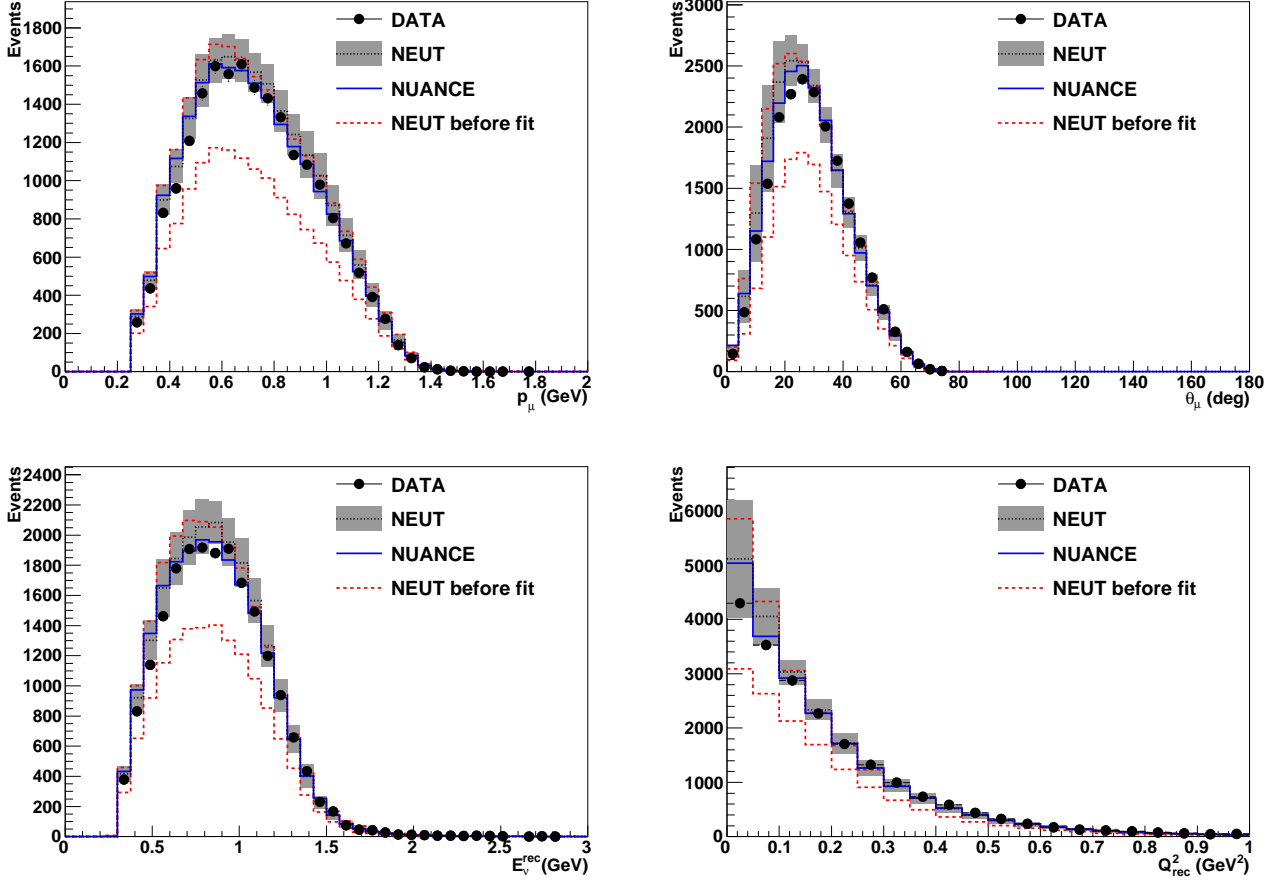 Events
1800
1600
1400
1200
1000
800
600
400
200
0
0 0.2 0.4 0.6 0.8 1 1.2 1.4 1.6 1.8 2
p_μ (GeV)
DATA
NEUT
NUANCE
NEUT before fit
Events
3000
2500
2000
1500
1000
500
0
0 20 40 60 80 100 120 140 160 180
θ_μ (deg)
DATA
NEUT
NUANCE
NEUT before fit
Events
2400
2200
2000
1800
1600
1400
1200
1000
800
600
400
200
0
0 0.5 1 1.5 2 2.5 3
E_ν^rec (GeV)
DATA
NEUT
NUANCE
NEUT before fit
Events
6000
5000
4000
3000
2000
1000
0
0 0.1 0.2 0.3 0.4 0.5 0.6 0.7 0.8 0.9 1
Q²_rec (GeV²)
DATA
NEUT
NUANCE
NEUT before fit